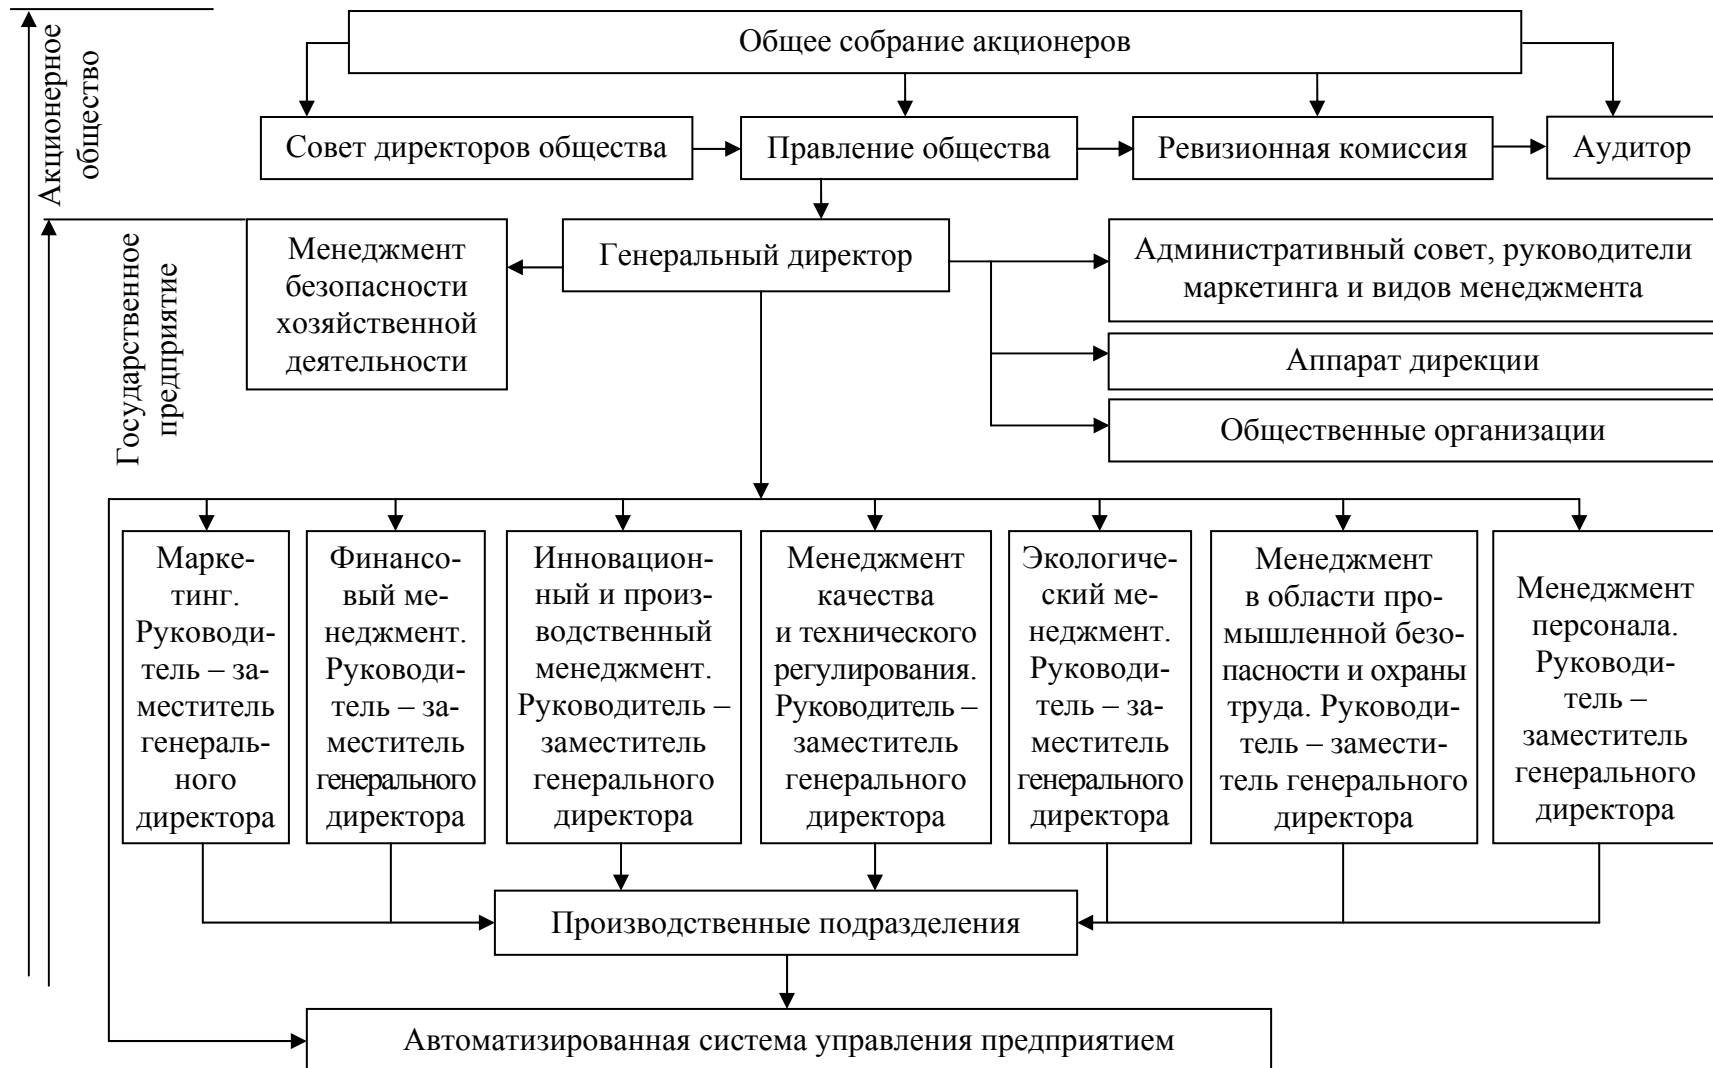 Акционерное
общество
Общее собрание акционеров
Совет директоров общества
Правление общества
Ревизионная комиссия
Аудитор
Государственное
предприятие
Менеджмент
безопасности
хозяйственной
деятельности
Генеральный директор
Административный совет, руководители
маркетинга и видов менеджмента
Аппарат дирекции
Общественные организации
Марке-
тинг.
Руководи-
тель – за-
меститель
генераль-
ного
директора
Финансо-
вый ме-
неджмент.
Руководи-
тель – за-
меститель
генерального
директора
Инновацион-
ный и произ-
водственный
менеджмент.
Руководитель –
заместитель
генерального
директора
Менеджмент
качества
и технического
регулирования.
Руководитель –
заместитель
генерального
директора
Экологиче-
ский ме-
неджмент.
Руководи-
тель – за-
меститель
генерального
директора
Менеджмент
в области про-
мышленной безо-
пасности и охраны
труда. Руководи-
тель – замести-
тель генерального
директора
Менеджмент
персонала.
Руководи-
тель –
заместитель
генерального
директора
Производственные подразделения
Автоматизированная система управления предприятием